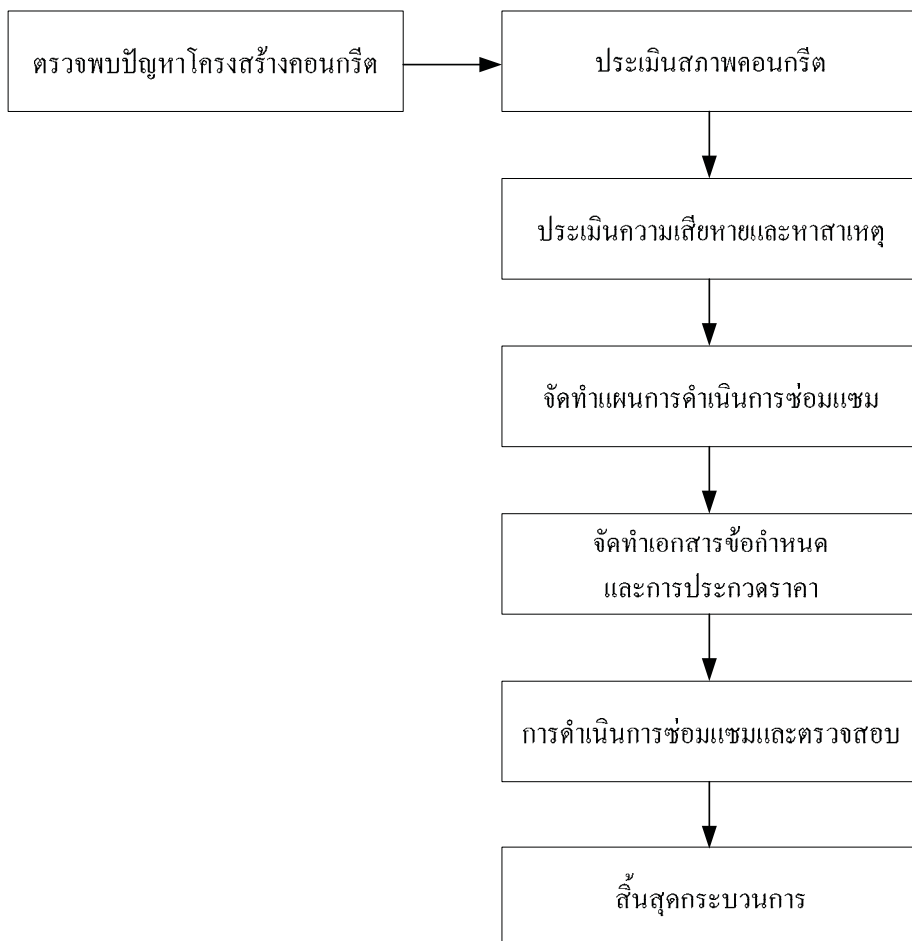 ตรวจพบปัญหาโครงสร้างคอนกรีต
ประเมินสภาพคอนกรีต
ประเมินความเสียหายและหาสาเหตุ
จัดทำแผนการดำเนินการซ่อมแซม
จัดทำเอกสารข้อกำหนด
และการประกวดราคา
การดำเนินการซ่อมแซมและตรวจสอบ
สิ้นสุดกระบวนการ